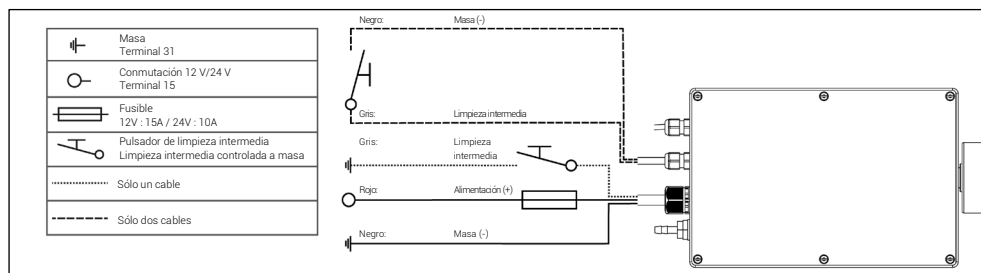 Masa
Terminal 31
Conmutación 12 V/24 V
Terminal 15
Fusible
12V : 15A / 24V : 10A
Pulsador de limpieza intermedia
Limpieza intermedia controlada a masa
Sólo un cable
Sólo dos cables
Negro: Masa (-)
Gris: Limpieza intermedia
Gris: Limpieza
intermedia
Rojo: Alimentación (+)
Negro: Masa (-)